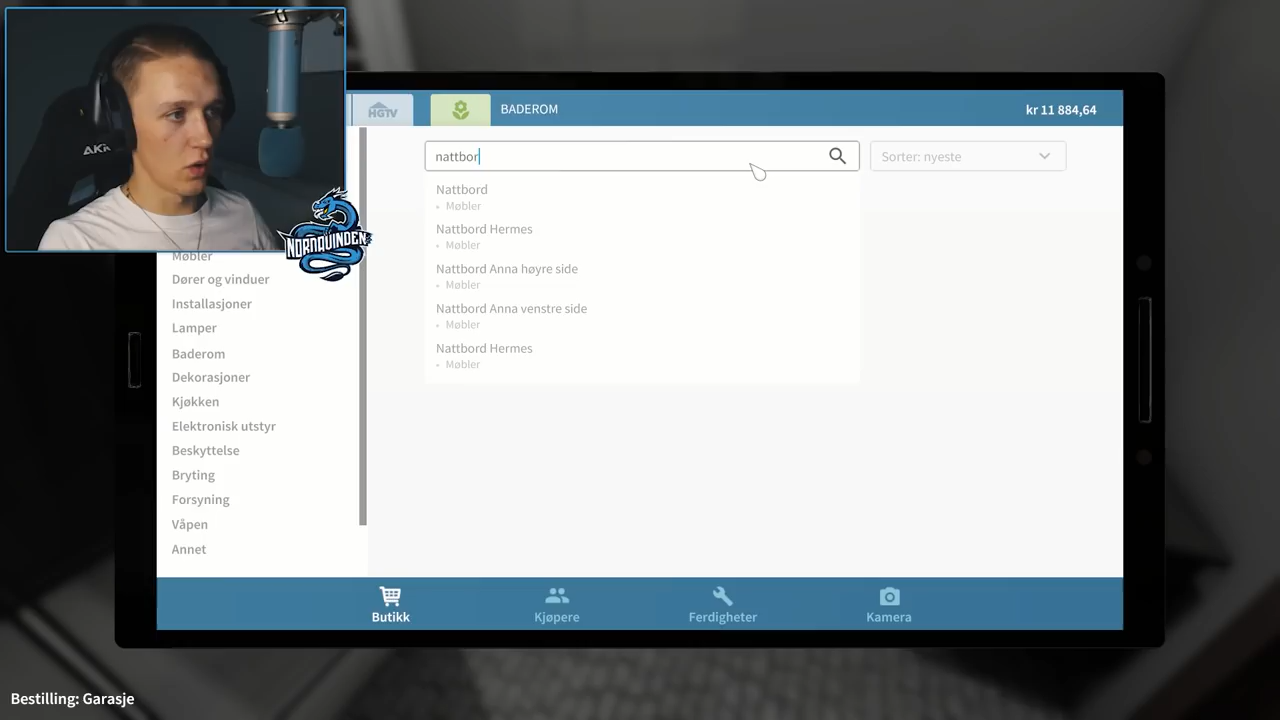 HGTV
BADEROM
kr 11 884,64
nattbor
Sorter: nyeste
Nattbord
• Møbler
Nattbord Hermes
• Møbler
Nattbord Anna høyre side
• Møbler
Nattbord Anna venstre side
• Møbler
Nattbord Hermes
• Møbler
NORDAVINDEN
Møbler
Dører og vinduer
Installasjoner
Lamper
Baderom
Dekorasjoner
Kjøkken
Elektronisk utstyr
Beskyttelse
Bryting
Forsyning
Våpen
Annet
Butikk
Kjøpere
Ferdigheter
Kamera
Bestilling: Garasje